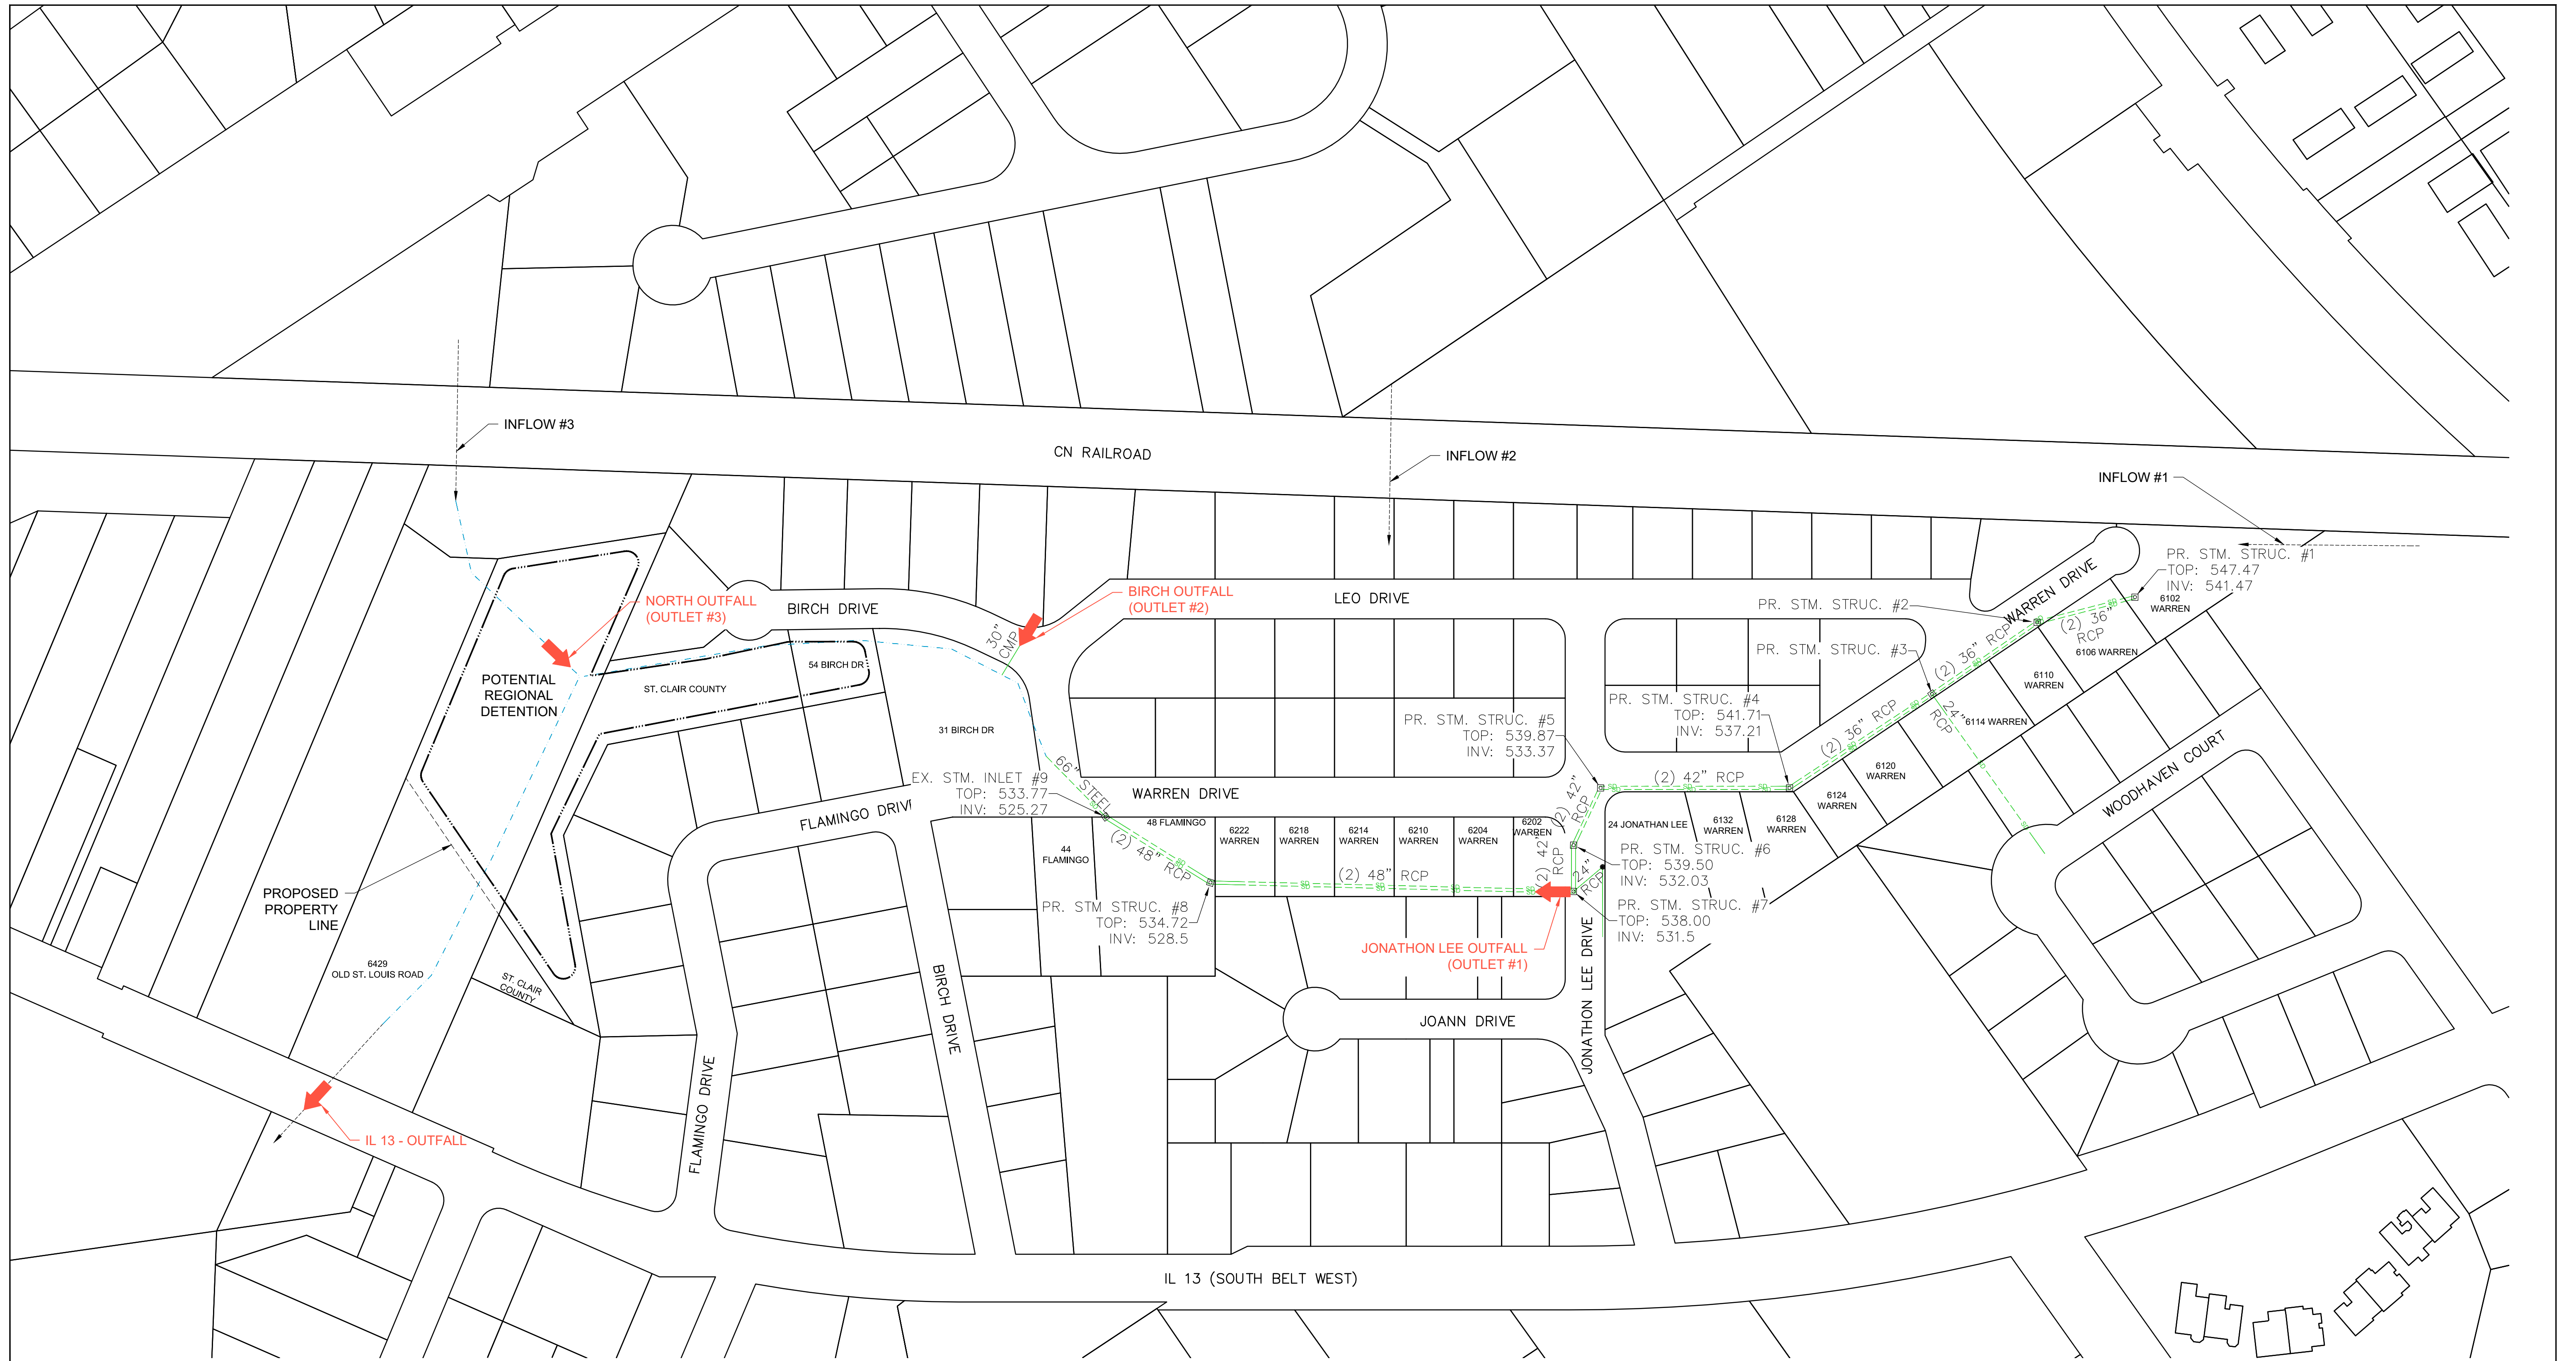 INFLOW #3
CN RAILROAD
INFLOW #2
INFLOW #1
PR. STM. STRUC. #1
TOP: 547.47
INV: 541.47
6102
WARREN
WARREN DRIVE
PR. STM. STRUC. #2
(2) 36" RCP
(2) 36"
RCP
6106 WARREN
NORTH OUTFALL
(OUTLET #3)
BIRCH DRIVE
BIRCH OUTFALL
(OUTLET #2)
30"
CMP
LEO DRIVE
PR. STM. STRUC. #3
6110
WARREN
POTENTIAL
REGIONAL
DETENTION
54 BIRCH DR
ST. CLAIR COUNTY
31 BIRCH DR
PR. STM. STRUC. #4
TOP: 541.71
INV: 537.21
PR. STM. STRUC. #5
TOP: 539.87
INV: 533.37
(2) 36" RCP
24"
RCP
6114 WARREN
6120
WARREN
6124
WARREN
WOODHAVEN COURT
66" STEEL
EX. STM. INLET #9
TOP: 533.77
INV: 525.27
WARREN DRIVE
(2) 42" RCP
(2) 42"
RCP
FLAMINGO DRIVE
48 FLAMINGO
44
FLAMINGO
(2) 48" RCP
6222
WARREN
6218
WARREN
6214
WARREN
6210
WARREN
6204
WARREN
6202
WARREN
24 JONATHAN LEE
6132
WARREN
6128
WARREN
(2) 42"
RCP
24"
RCP
PR. STM. STRUC. #6
TOP: 539.50
INV: 532.03
(2) 48" RCP
PR. STM STRUC. #8
TOP: 534.72
INV: 528.5
PR. STM. STRUC. #7
TOP: 538.00
INV: 531.5
JONATHON LEE OUTFALL
(OUTLET #1)
PROPOSED
PROPERTY
LINE
6429
OLD ST. LOUIS ROAD
ST. CLAIR
COUNTY
BIRCH DRIVE
JONATHON LEE DRIVE
JOANN DRIVE
FLAMINGO DRIVE
IL 13 - OUTFALL
IL 13 (SOUTH BELT WEST)